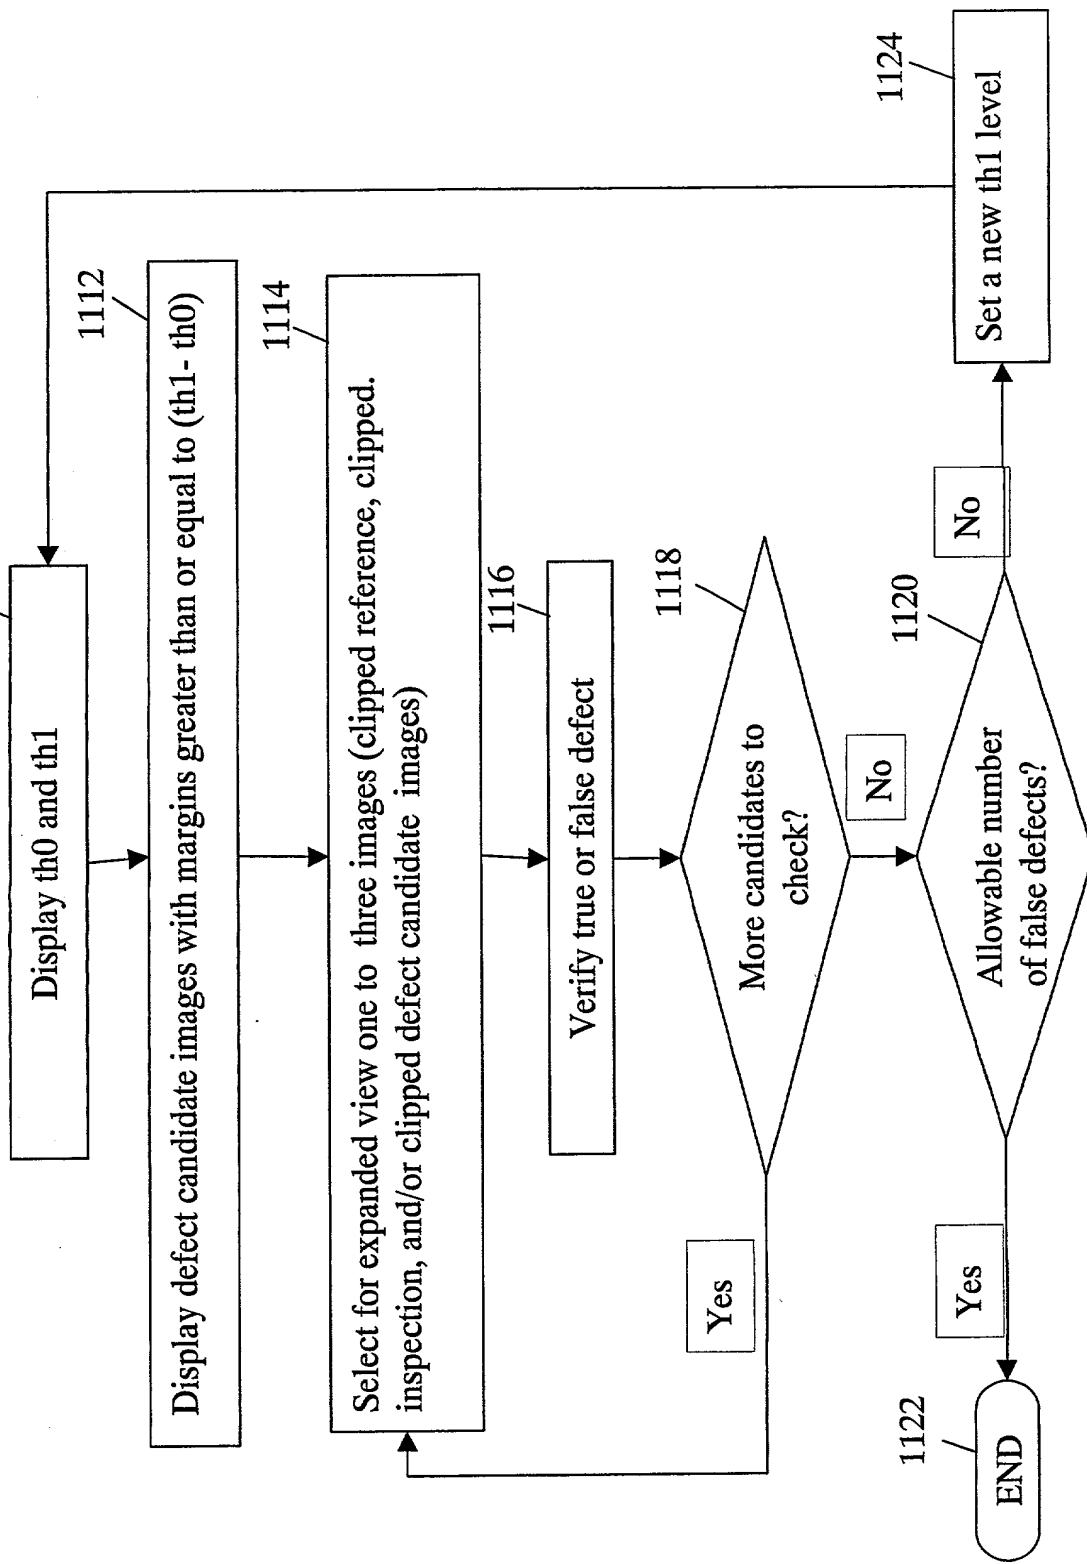 Display th0 and th1
1112
Display defect candidate images with margins greater than or equal to (th1- th0)
1114
Select for expanded view one to three images (clipped reference, clipped.
inspection, and/or clipped defect candidate images)
1116
Verify true or false defect
1118
More candidates to
check?
Yes
No
1120
Allowable number
of false defects?
Yes
No
1122
END
1124
Set a new th1 level